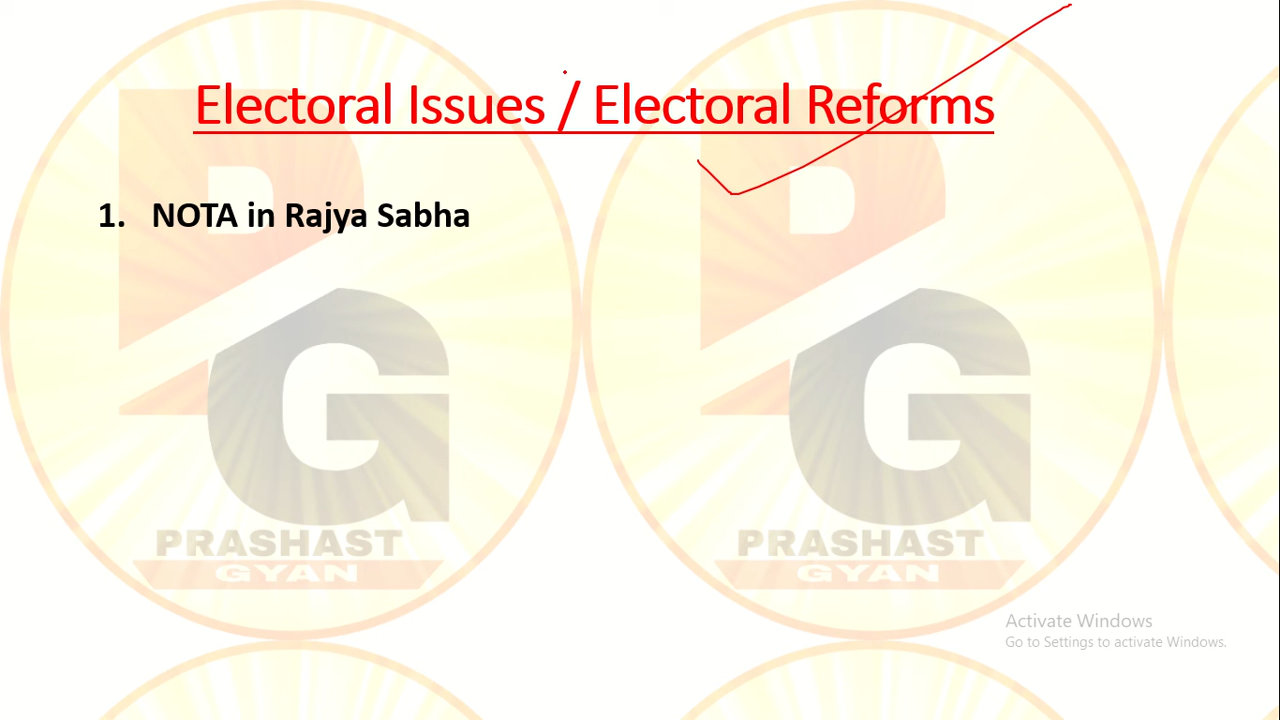 Electoral Issues / Electoral Reforms
1. NOTA in Rajya Sabha
PRASHAST
GYAN
PRASHAST
GYAN
Activate Windows
Go to Settings to activate Windows.